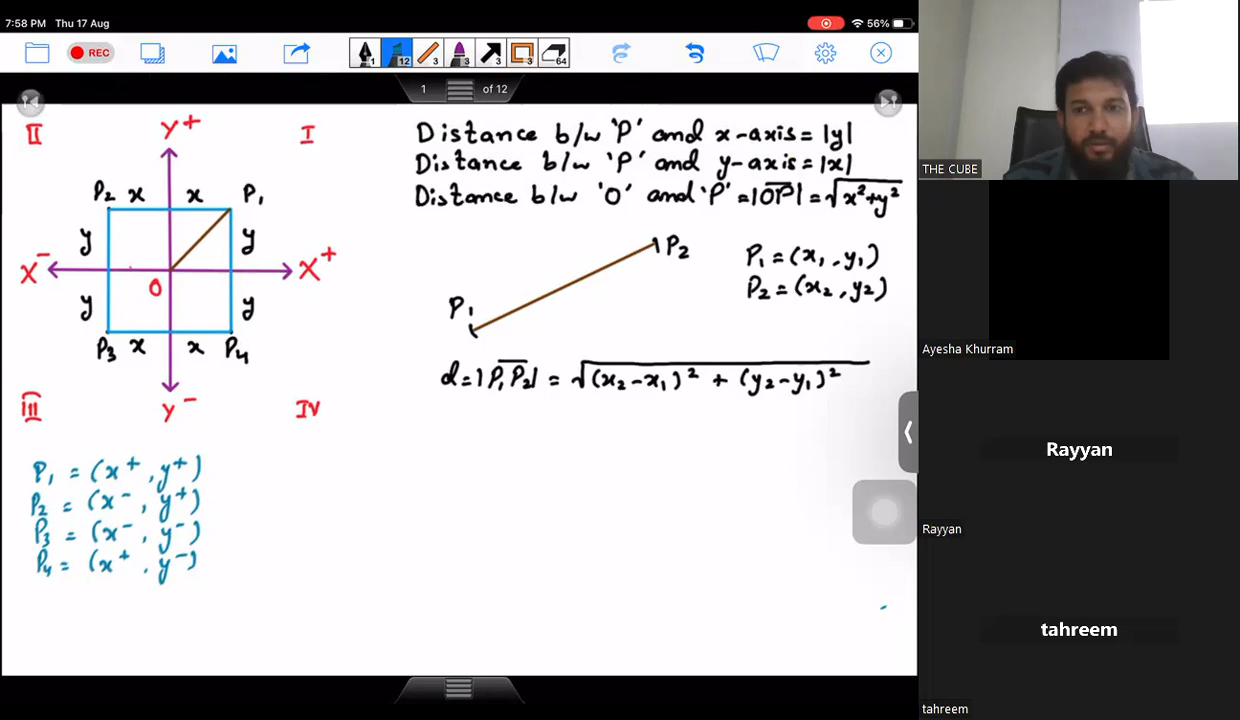 7:58 PM Thu 17 Aug
56%
REC
1 12 3 3 3 3 64
1 of 12
II Y+ I
P₂ x x P₁
y y
X⁻ X⁺
O
y y
P₃ x x P₄
III Y⁻ IV
P₁ = (x⁺, y⁺)
P₂ = (x⁻, y⁺)
P₃ = (x⁻, y⁻)
P₄ = (x⁺, y⁻)
Distance b/w 'P' and x-axis = |y|
Distance b/w 'P' and y-axis = |x|
Distance b/w 'O' and 'P' = |O̅P̅| = √(x²+y²)
P₂
P₁
P₁ = (x₁, y₁)
P₂ = (x₂, y₂)
d = |P̅₁P̅₂| = √((x₂-x₁)² + (y₂-y₁)²)
THE CUBE
Ayesha Khurram
Rayyan
Rayyan
tahreem
tahreem